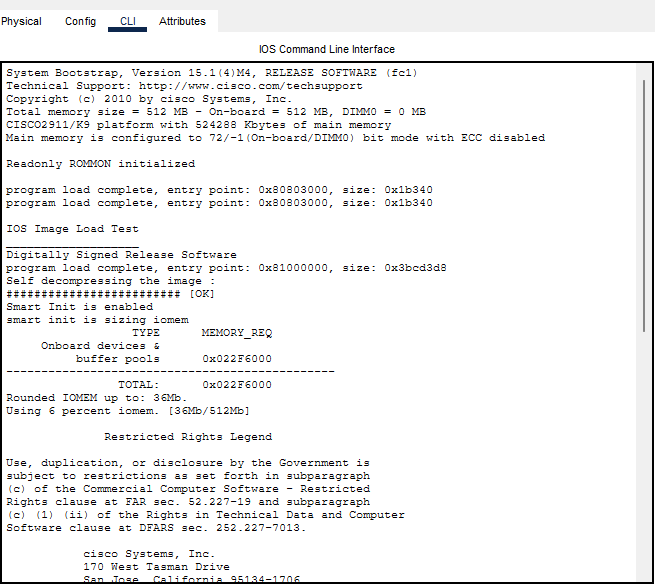 Physical Config CLI Attributes
IOS Command Line Interface
System Bootstrap, Version 15.1(4)M4, RELEASE SOFTWARE (fc1)
Technical Support: http://www.cisco.com/techsupport
Copyright (c) 2010 by cisco Systems, Inc.
Total memory size = 512 MB - On-board = 512 MB, DIMM0 = 0 MB
CISCO2911/K9 platform with 524288 Kbytes of main memory
Main memory is configured to 72/-1(On-board/DIMM0) bit mode with ECC disabled
Readonly ROMMON initialized
program load complete, entry point: 0x80803000, size: 0x1b340
program load complete, entry point: 0x80803000, size: 0x1b340
IOS Image Load Test
___________________
Digitally Signed Release Software
program load complete, entry point: 0x81000000, size: 0x3bcd3d8
Self decompressing the image :
########################## [OK]
Smart Init is enabled
smart init is sizing iomem
TYPE MEMORY_REQ
Onboard devices &
buffer pools 0x022F6000
-----------------------------------------------
TOTAL: 0x022F6000
Rounded IOMEM up to: 36Mb.
Using 6 percent iomem. [36Mb/512Mb]
Restricted Rights Legend
Use, duplication, or disclosure by the Government is
subject to restrictions as set forth in subparagraph
(c) of the Commercial Computer Software - Restricted
Rights clause at FAR sec. 52.227-19 and subparagraph
(c) (1) (ii) of the Rights in Technical Data and Computer
Software clause at DFARS sec. 252.227-7013.
cisco Systems, Inc.
170 West Tasman Drive
San Jose, California 95134-1706